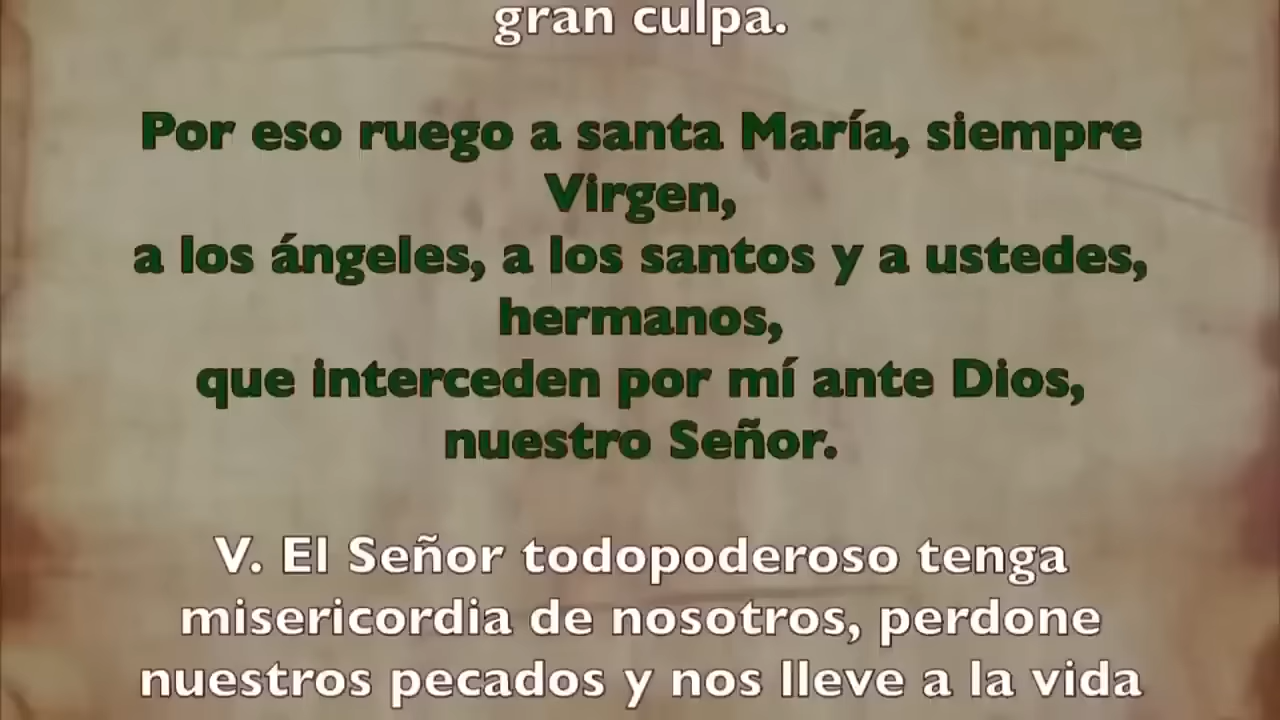 gran culpa.
Por eso ruego a santa María, siempre
Virgen,
a los ángeles, a los santos y a ustedes,
hermanos,
que interceden por mí ante Dios,
nuestro Señor.
V. El Señor todopoderoso tenga
misericordia de nosotros, perdone
nuestros pecados y nos lleve a la vida